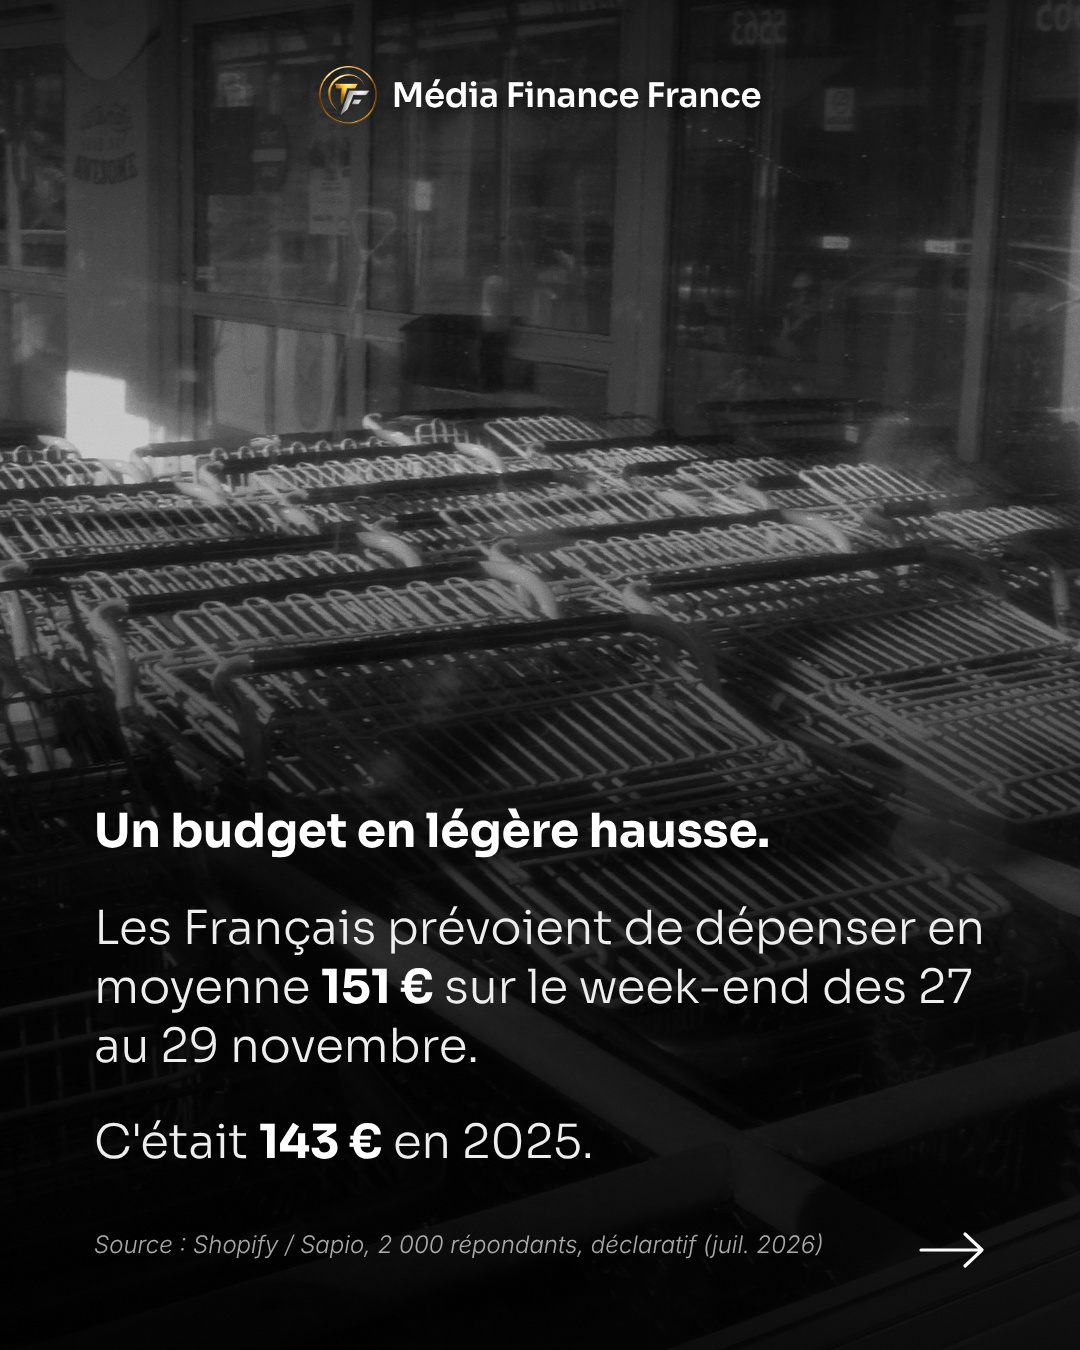 5563
TF Média Finance France
Un budget en légère hausse.
Les Français prévoient de dépenser en
moyenne 151 € sur le week-end des 27
au 29 novembre.
C'était 143 € en 2025.
Source : Shopify / Sapio, 2 000 répondants, déclaratif (juil. 2026)